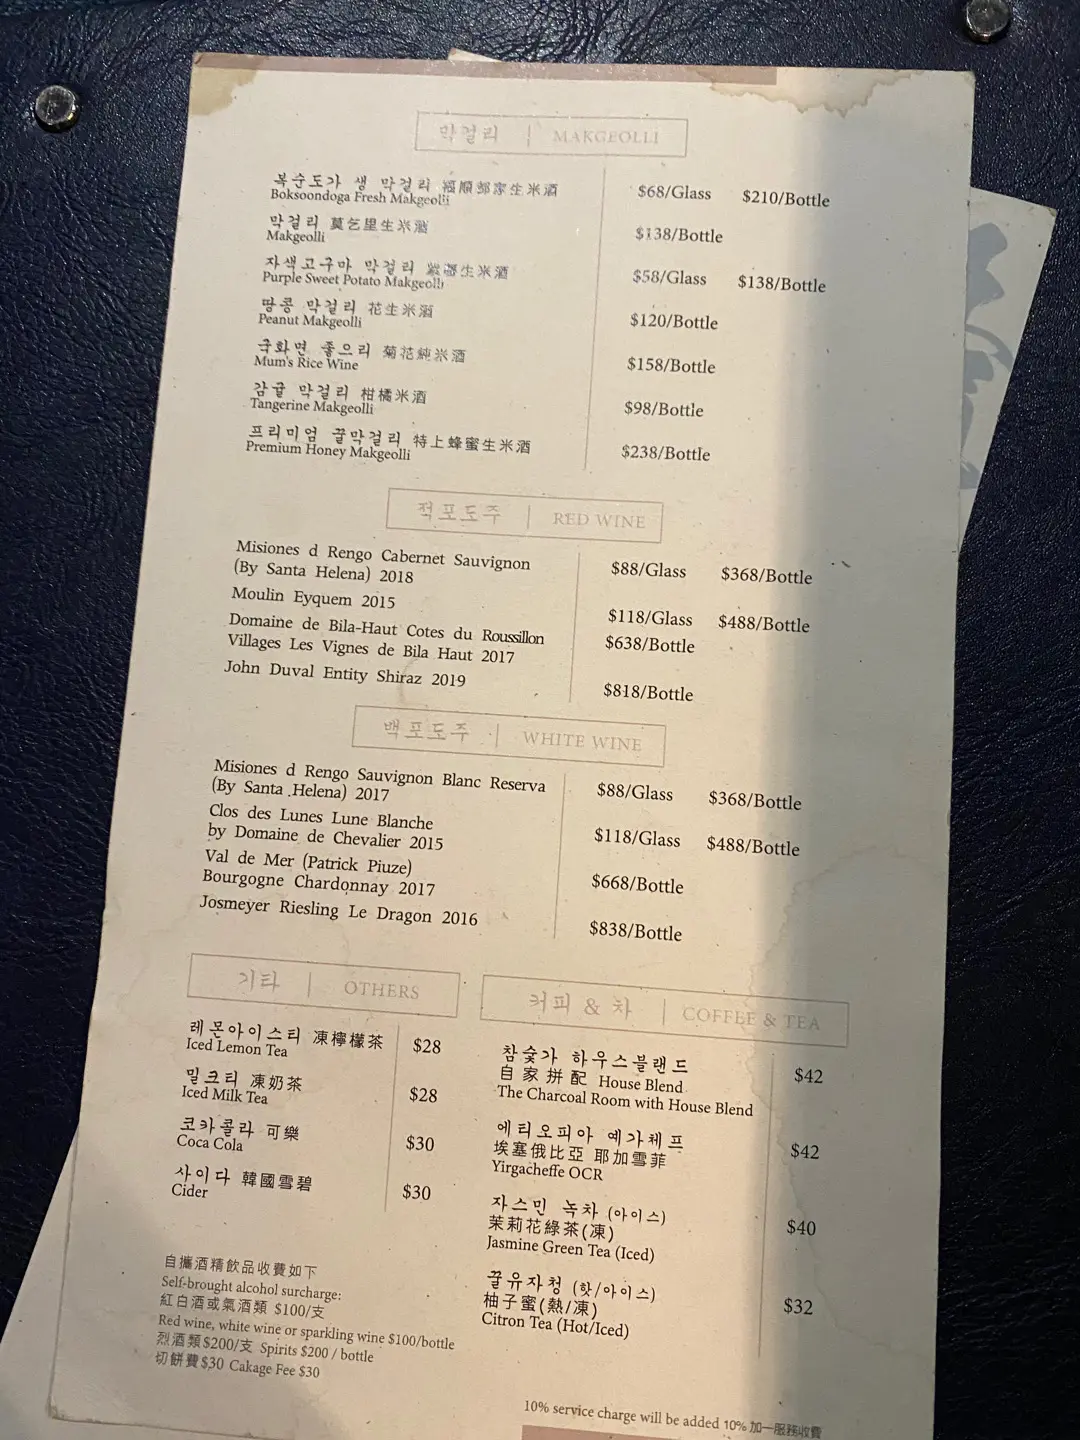 막걸리 | MAKGEOLLI
복순도가 생 막걸리 福順都家生米酒 $68/Glass $210/Bottle
Boksoondoga Fresh Makgeolli
막걸리 莫乞里生米酒 $138/Bottle
Makgeolli
자색고구마 막걸리 紫薯生米酒 $58/Glass $138/Bottle
Purple Sweet Potato Makgeolli
땅콩 막걸리 花生米酒 $120/Bottle
Peanut Makgeolli
국화면 좋으리 菊花純米酒 $158/Bottle
Mum's Rice Wine
감귤 막걸리 柑橘米酒 $98/Bottle
Tangerine Makgeolli
프리미엄 꿀막걸리 特上蜂蜜生米酒 $238/Bottle
Premium Honey Makgeolli
적포도주 | RED WINE
Misiones d Rengo Cabernet Sauvignon $88/Glass $368/Bottle
(By Santa Helena) 2018
Moulin Eyquem 2015 $118/Glass $488/Bottle
Domaine de Bila-Haut Cotes du Roussillon $638/Bottle
Villages Les Vignes de Bila Haut 2017
John Duval Entity Shiraz 2019 $818/Bottle
백포도주 | WHITE WINE
Misiones d Rengo Sauvignon Blanc Reserva $88/Glass $368/Bottle
(By Santa Helena) 2017
Clos des Lunes Lune Blanche $118/Glass $488/Bottle
by Domaine de Chevalier 2015
Val de Mer (Patrick Piuze) $668/Bottle
Bourgogne Chardonnay 2017
Josmeyer Riesling Le Dragon 2016 $838/Bottle
기타 | OTHERS
레몬아이스티 凍檸檬茶 $28
Iced Lemon Tea
밀크티 凍奶茶 $28
Iced Milk Tea
코카콜라 可樂 $30
Coca Cola
사이다 韓國雪碧 $30
Cider
커피 & 차 | COFFEE & TEA
참숯가 하우스블랜드 $42
自家拼配 House Blend
The Charcoal Room with House Blend
에티오피아 예가체프 $42
埃塞俄比亞 耶加雪菲
Yirgacheffe OCR
자스민 녹차 (아이스) $40
茉莉花綠茶(凍)
Jasmine Green Tea (Iced)
꿀유자청 (핫/아이스) $32
柚子蜜(熱/凍)
Citron Tea (Hot/Iced)
自攜酒精飲品收費如下
Self-brought alcohol surcharge:
紅白酒或氣酒類 $100/支
Red wine, white wine or sparkling wine $100/bottle
烈酒類$200/支 Spirits $200 / bottle
切餅費$30 Cakage Fee $30
10% service charge will be added 10% 加一服務收費